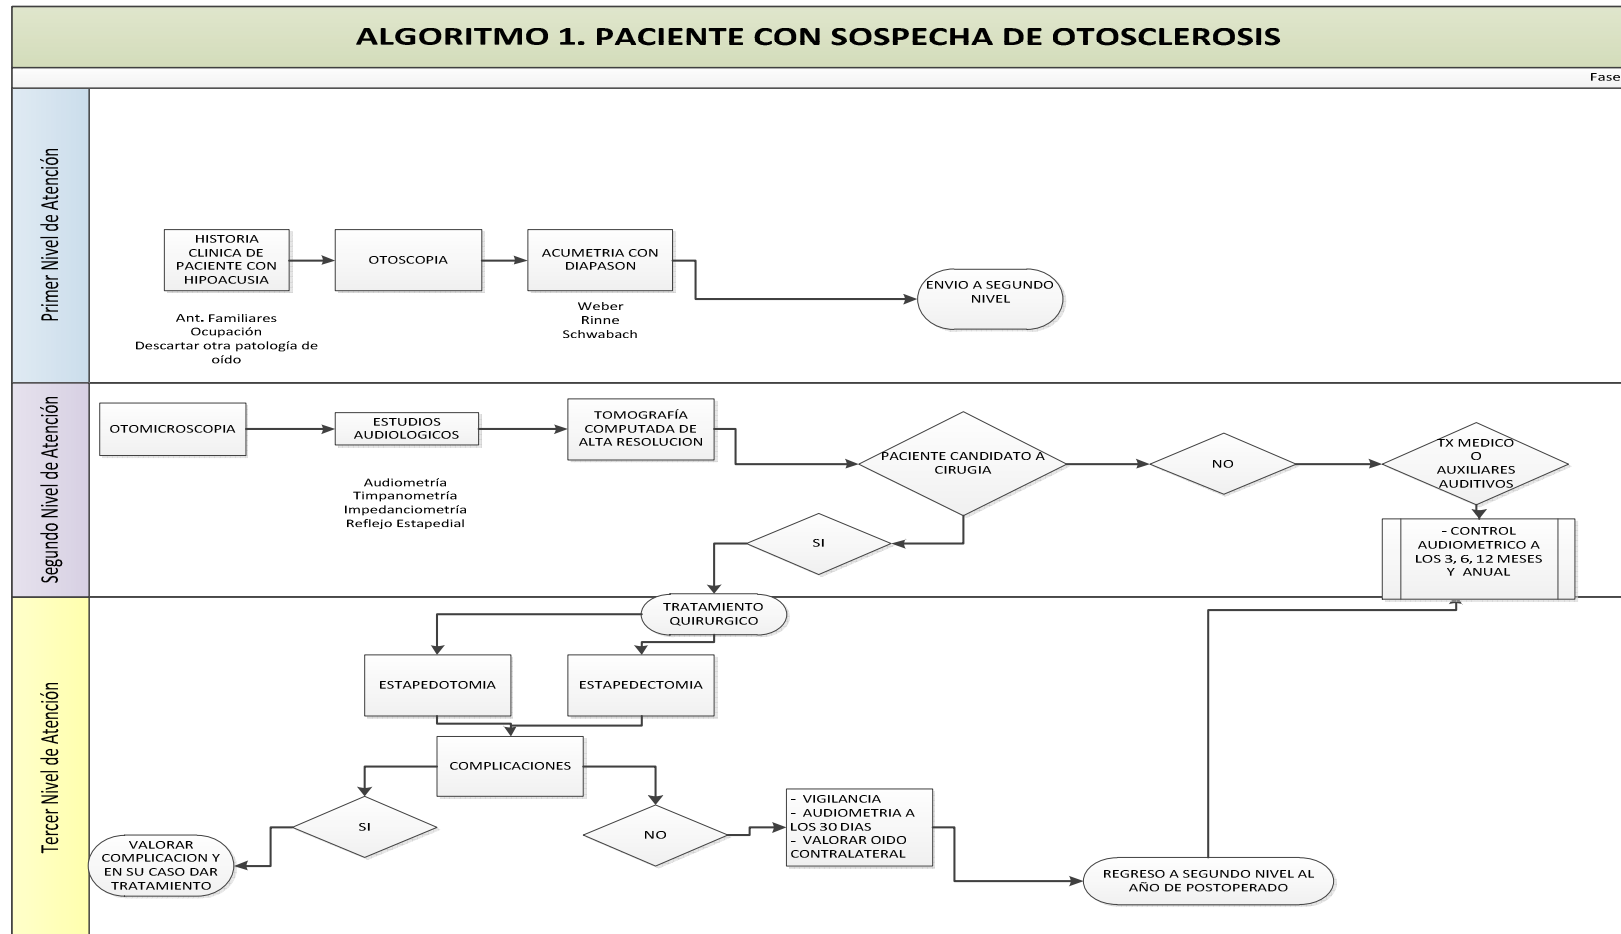 ALGORITMO 1. PACIENTE CON SOSPECHA DE OTOSCLEROSIS
Fase
Primer Nivel de Atención
HISTORIA
CLINICA DE
PACIENTE CON
HIPOACUSIA
Ant. Familiares
Ocupación
Descartar otra patología de
oído
OTOSCOPIA
ACUMETRIA CON
DIAPASON
Weber
Rinne
Schwabach
ENVIO A SEGUNDO
NIVEL
Segundo Nivel de Atención
OTOMICROSCOPIA
ESTUDIOS
AUDIOLOGICOS
Audiometría
Timpanometría
Impedanciometría
Reflejo Estapedial
TOMOGRAFÍA
COMPUTADA DE
ALTA RESOLUCION
PACIENTE CANDIDATO A
CIRUGIA
NO
TX MEDICO
O
AUXILIARES
AUDITIVOS
SI
- CONTROL
AUDIOMETRICO A
LOS 3, 6, 12 MESES
Y ANUAL
Tercer Nivel de Atención
TRATAMIENTO
QUIRURGICO
ESTAPEDOTOMIA
ESTAPEDECTOMIA
COMPLICACIONES
SI
NO
VALORAR
COMPLICACION Y
EN SU CASO DAR
TRATAMIENTO
- VIGILANCIA
- AUDIOMETRIA A
LOS 30 DIAS
- VALORAR OIDO
CONTRALATERAL
REGRESO A SEGUNDO NIVEL AL
AÑO DE POSTOPERADO